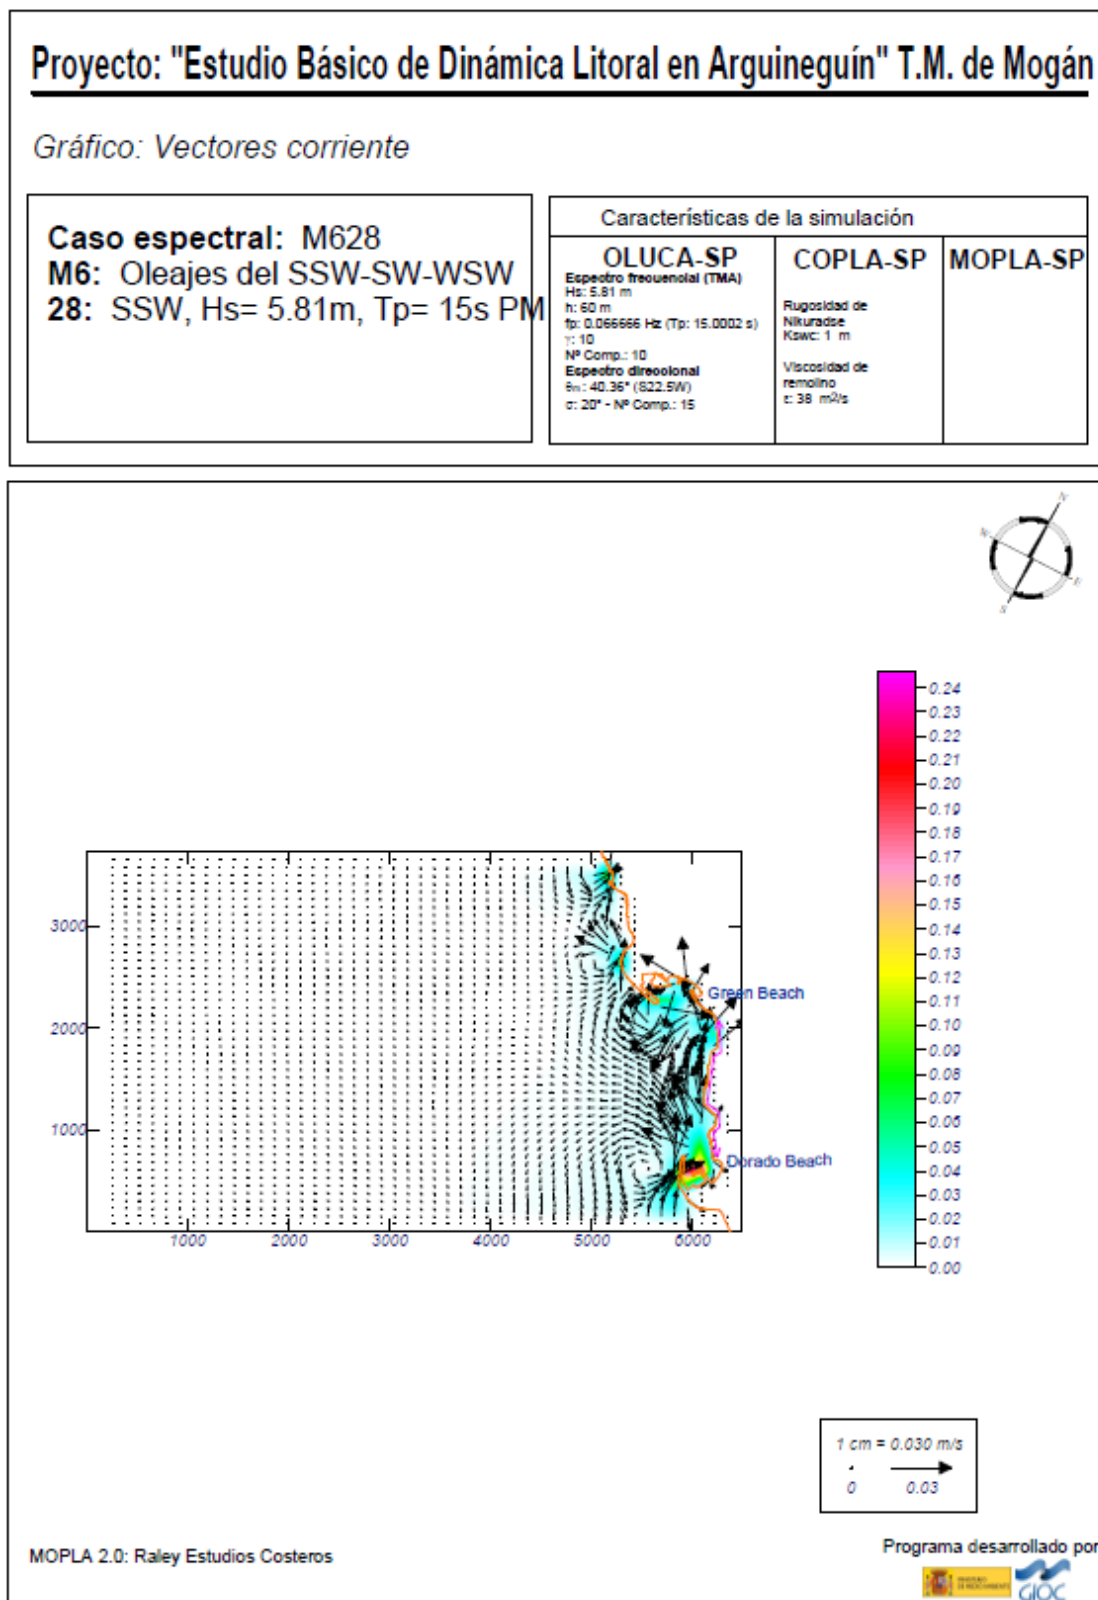 Proyecto: "Estudio Básico de Dinámica Litoral en Arguineguín" T.M. de Mogán
Gráfico: Vectores corriente
Caso espectral: M628
M6: Oleajes del SSW-SW-WSW
28: SSW, Hs= 5.81m, Tp= 15s PM
Características de la simulación
OLUCA-SP
Espectro frecuencial (TMA)
Hs: 5.81 m
h: 60 m
fp: 0.066666 Hz (Tp: 15.0002 s)
γ: 10
Nº Comp.: 10
Espectro direccional
θm: 40.36° (S22.5W)
σ: 20° - Nº Comp.: 15
COPLA-SP
Rugosidad de
Nikuradse
Kswc: 1 m
Viscosidad de
remolino
ε: 38 m2/s
MOPLA-SP
N
W
E
S
0.24
0.23
0.22
0.21
0.20
0.19
0.18
0.17
0.16
0.15
0.14
0.13
0.12
0.11
0.10
0.09
0.08
0.07
0.06
0.05
0.04
0.03
0.02
0.01
0.00
3000
2000
1000
Green Beach
Dorado Beach
1000 2000 3000 4000 5000 6000
1 cm = 0.030 m/s
0 0.03
MOPLA 2.0: Raley Estudios Costeros
Programa desarrollado por
GIOC